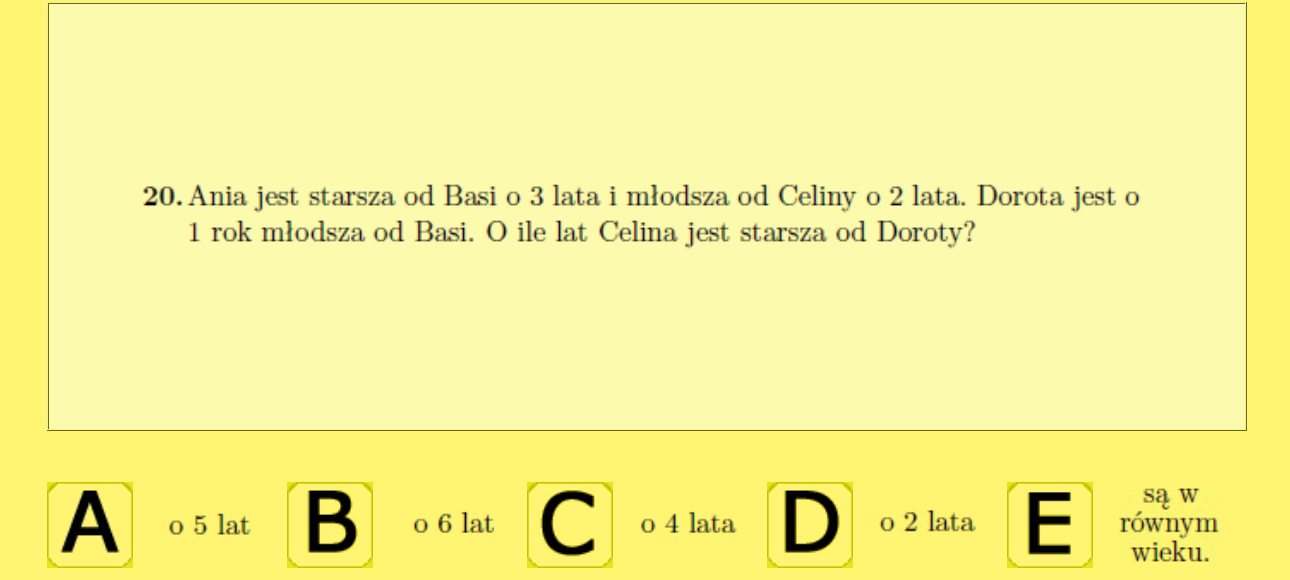 20. Ania jest starsza od Basi o 3 lata i młodsza od Celiny o 2 lata. Dorota jest o
1 rok młodsza od Basi. O ile lat Celina jest starsza od Doroty?
A o 5 lat B o 6 lat C o 4 lata D o 2 lata E są w
równym
wieku.